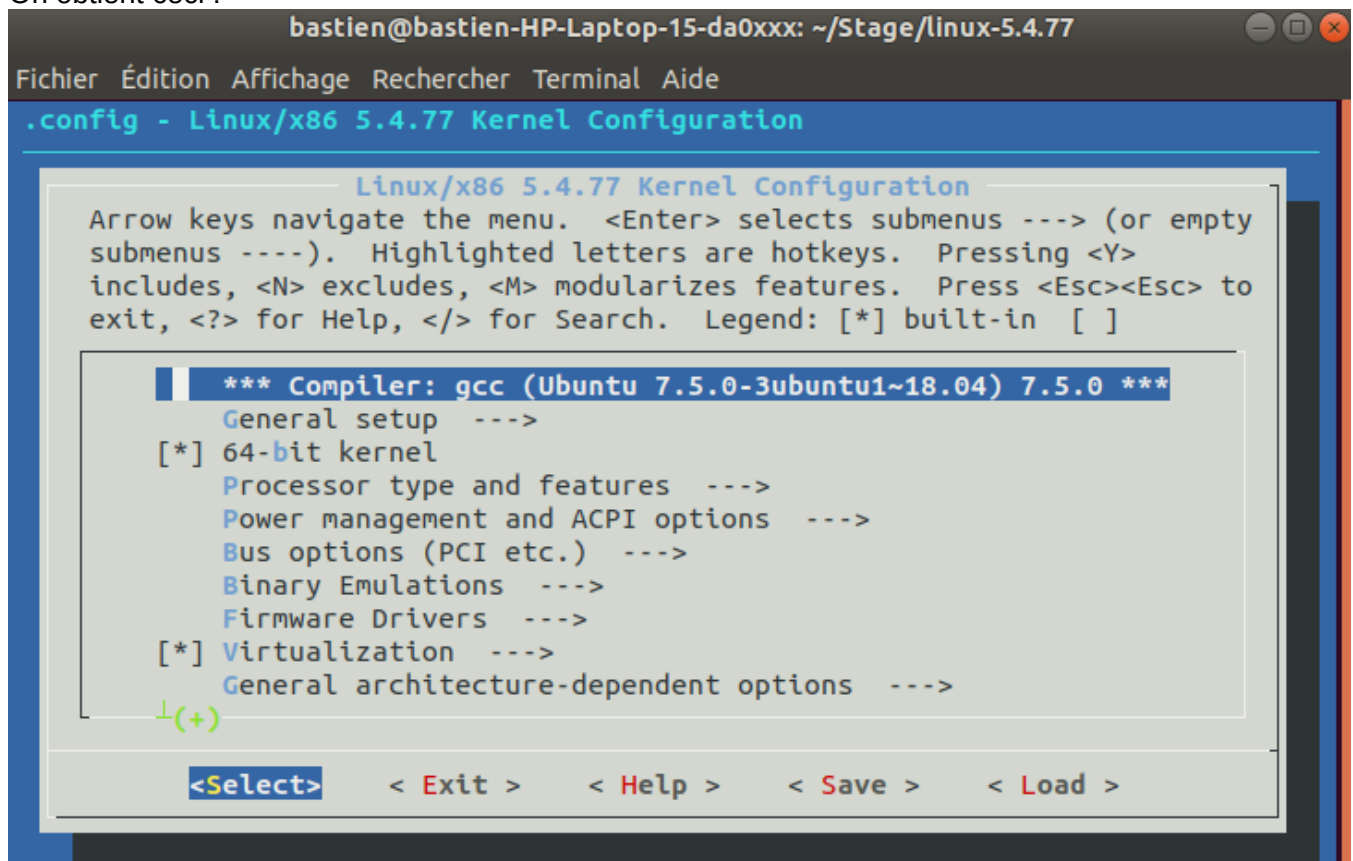 On obtient ceci :
bastien@bastien-HP-Laptop-15-da0xxx: ~/Stage/linux-5.4.77
Fichier Édition Affichage Rechercher Terminal Aide
.config - Linux/x86 5.4.77 Kernel Configuration
Linux/x86 5.4.77 Kernel Configuration
Arrow keys navigate the menu. <Enter> selects submenus ---> (or empty
submenus ----). Highlighted letters are hotkeys. Pressing <Y>
includes, <N> excludes, <M> modularizes features. Press <Esc><Esc> to
exit, <?> for Help, </> for Search. Legend: [*] built-in [ ]
*** Compiler: gcc (Ubuntu 7.5.0-3ubuntu1~18.04) 7.5.0 ***
General setup --->
[*] 64-bit kernel
Processor type and features --->
Power management and ACPI options --->
Bus options (PCI etc.) --->
Binary Emulations --->
Firmware Drivers --->
[*] Virtualization --->
General architecture-dependent options --->
┴(+)
<Select> < Exit > < Help > < Save > < Load >